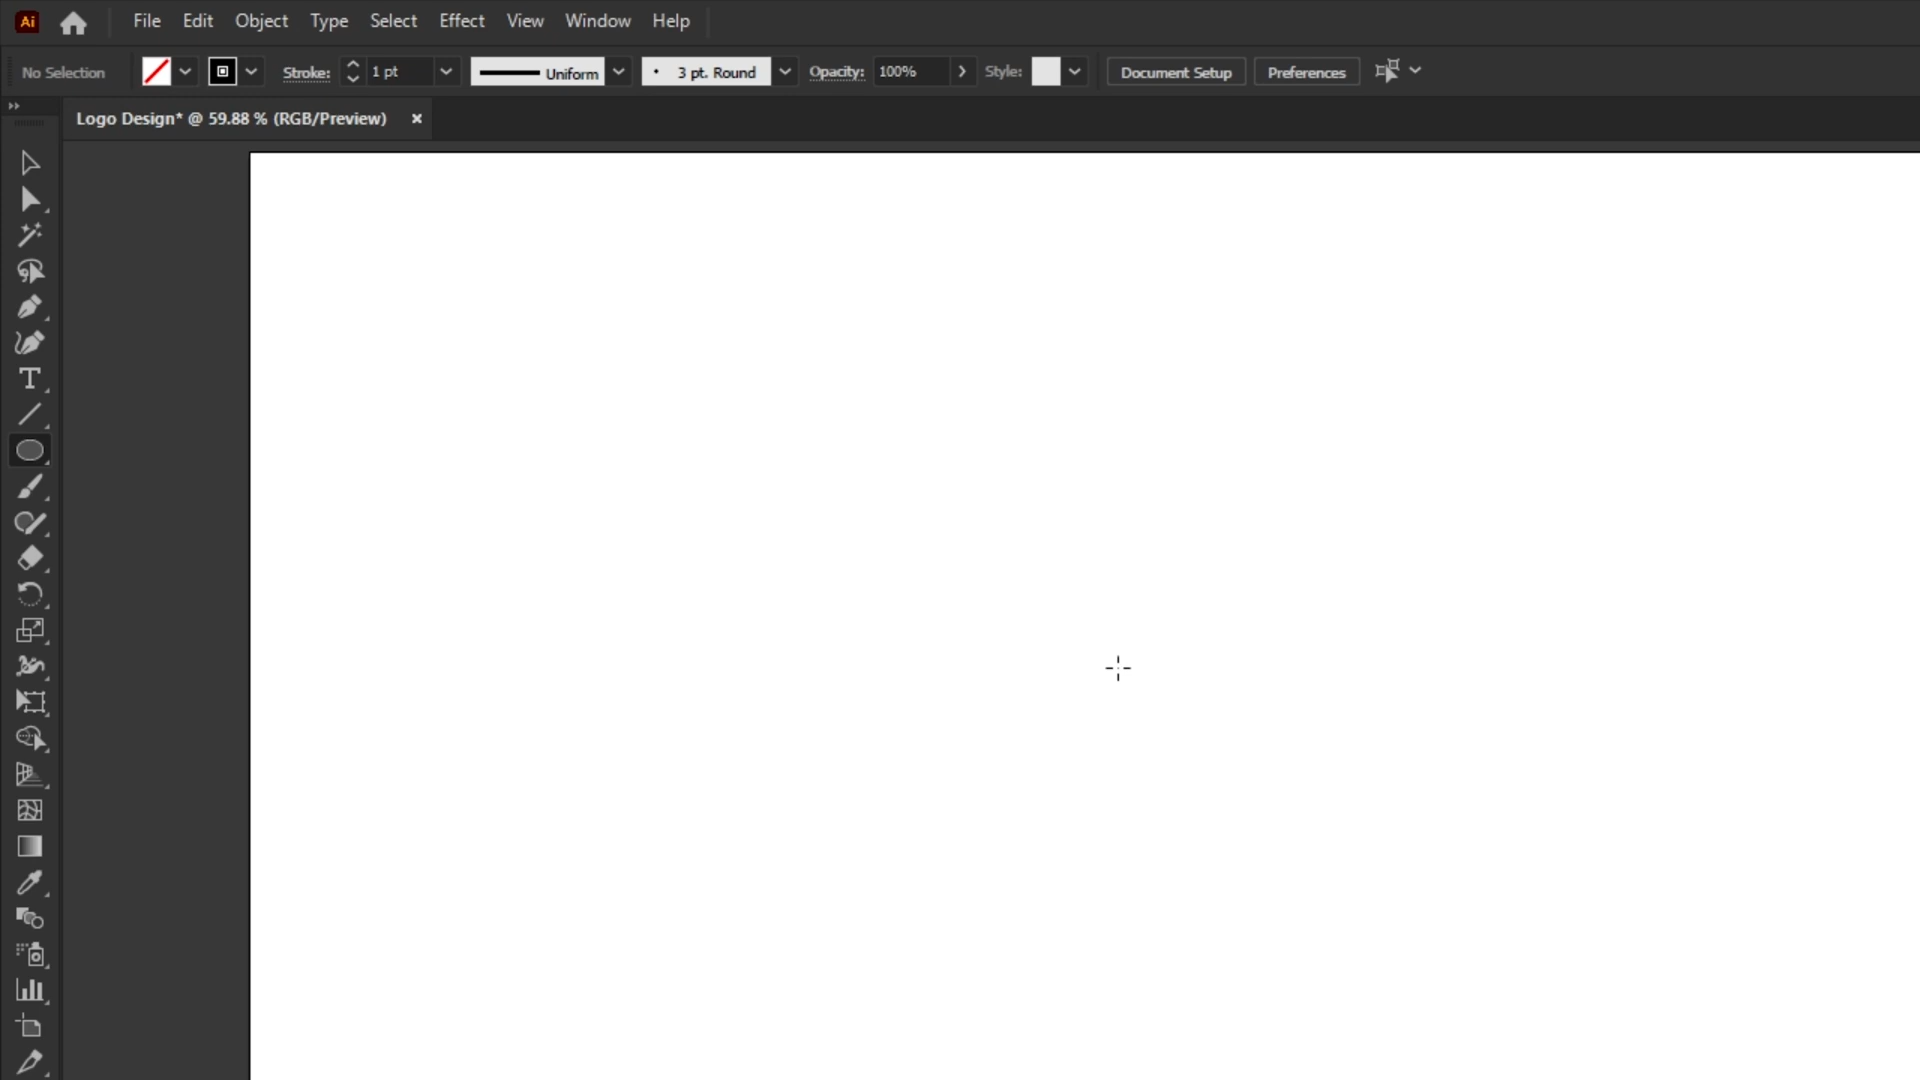 Ai File Edit Object Type Select Effect View Window Help
No Selection Stroke: 1 pt Uniform 3 pt. Round Opacity: 100% Style: Document Setup Preferences
Logo Design* @ 59.88 % (RGB/Preview) ×